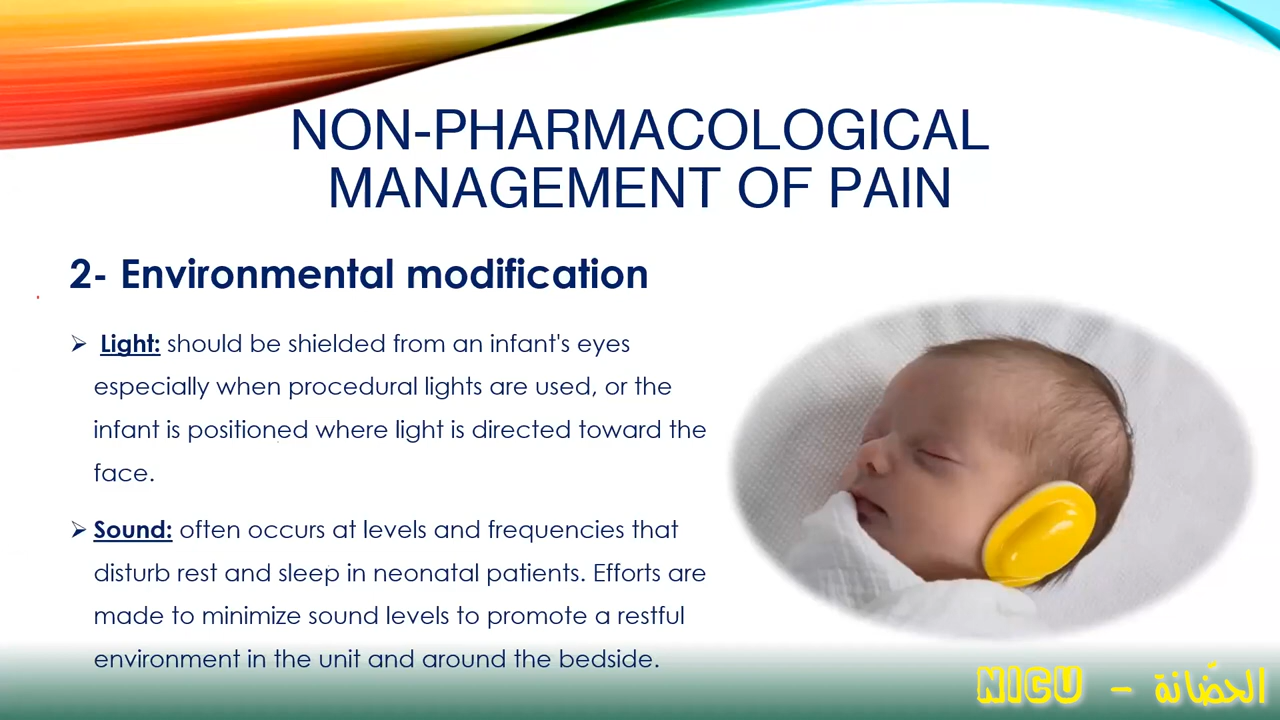 NON-PHARMACOLOGICAL
MANAGEMENT OF PAIN
2- Environmental modification
➢ Light: should be shielded from an infant's eyes
especially when procedural lights are used, or the
infant is positioned where light is directed toward the
face.
➢ Sound: often occurs at levels and frequencies that
disturb rest and sleep in neonatal patients. Efforts are
made to minimize sound levels to promote a restful
environment in the unit and around the bedside.
NICU - الحضّانة